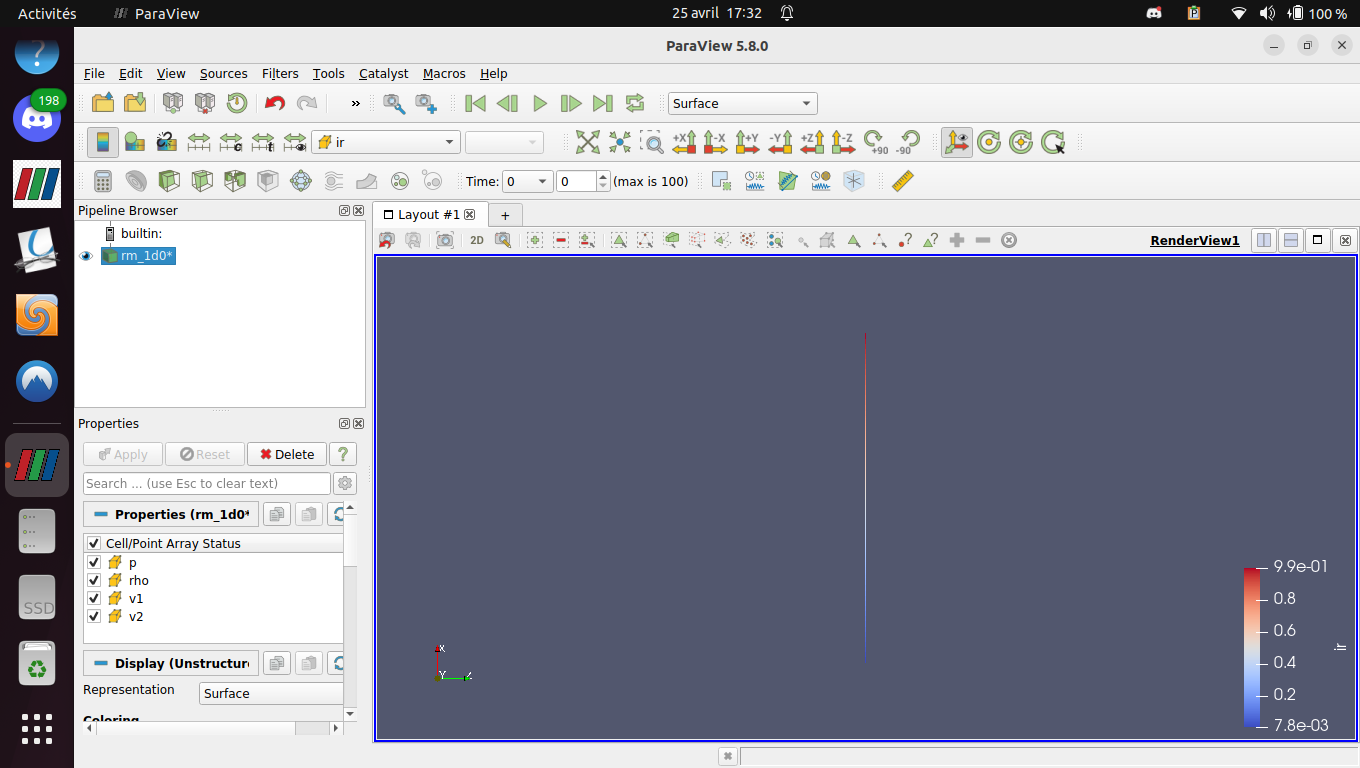 Activités ParaView 25 avril 17:32 100 %
ParaView 5.8.0
198
File Edit View Sources Filters Tools Catalyst Macros Help
» Surface
ir +X -X +Y -Y +Z -Z +90 -90
Time: 0 0 (max is 100)
Pipeline Browser
builtin:
rm_1d0*
Layout #1 +
2D RenderView1
Properties
Apply Reset Delete ?
Search ... (use Esc to clear text)
Properties (rm_1d0*
Cell/Point Array Status
p
rho
v1
v2
Display (Unstructure
Representation Surface
Coloring
SSD
X
Y Z
9.9e-01
0.8
0.6
0.4
0.2
7.8e-03
ir